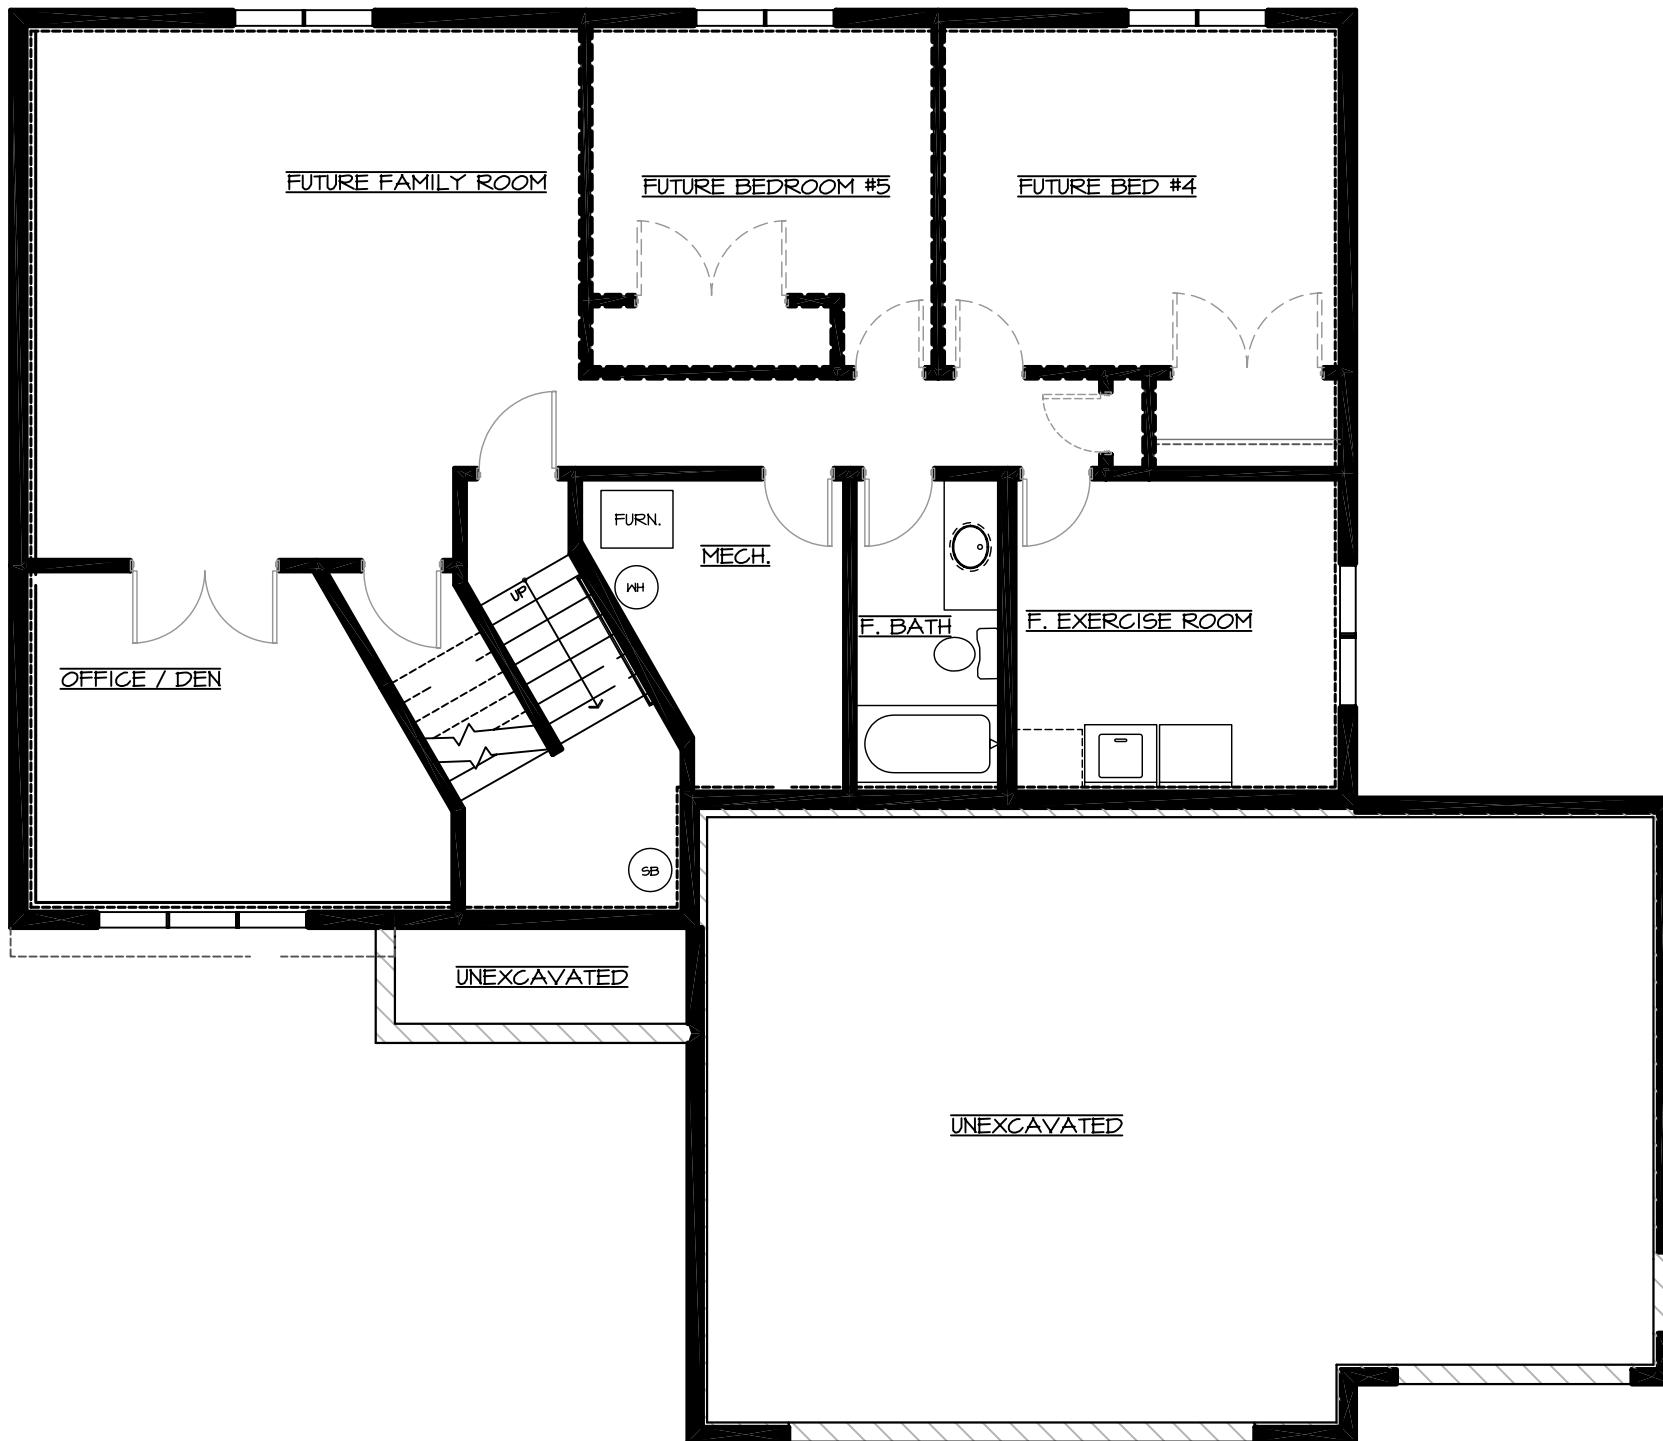 FUTURE FAMILY ROOM
FUTURE BEDROOM #5
FUTURE BED #4
FURN.
MECH.
WH
UP
F. BATH
F. EXERCISE ROOM
OFFICE / DEN
SB
UNEXCAVATED
UNEXCAVATED